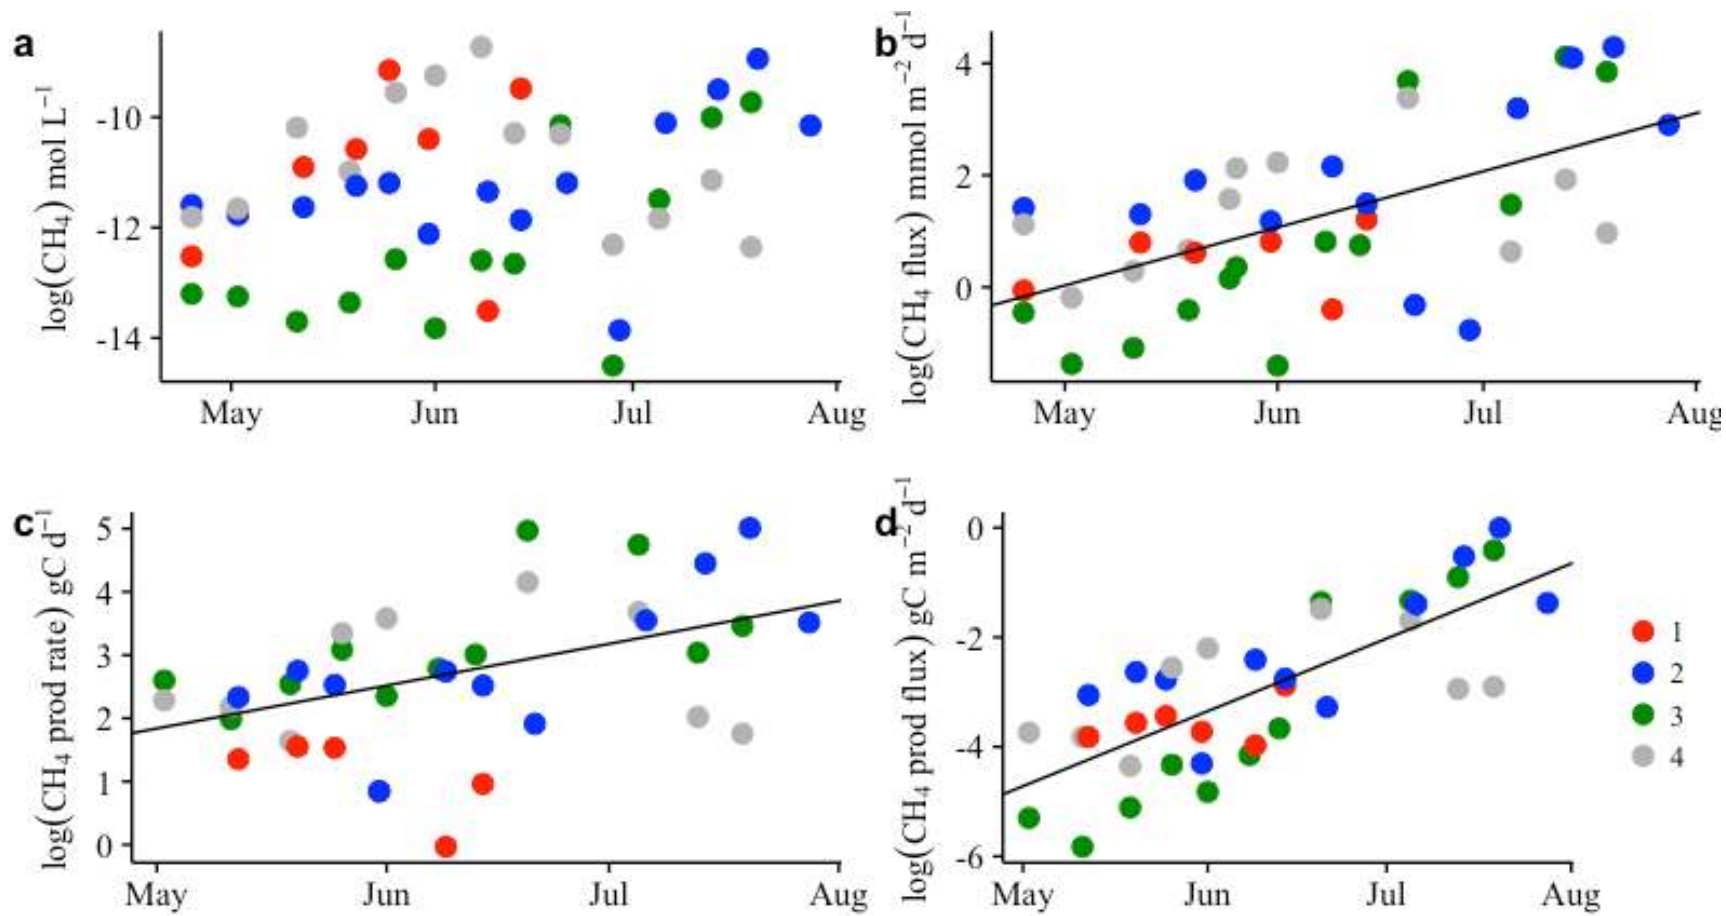 a
log(CH₄) mol L⁻¹
-10
-12
-14
May Jun Jul Aug
b
log(CH₄ flux) mmol m⁻² d⁻¹
4
2
0
May Jun Jul Aug
c
log(CH₄ prod rate) gC d⁻¹
5
4
3
2
1
0
May Jun Jul Aug
d
log(CH₄ prod flux) gC m⁻² d⁻¹
0
-2
-4
-6
May Jun Jul Aug
1
2
3
4